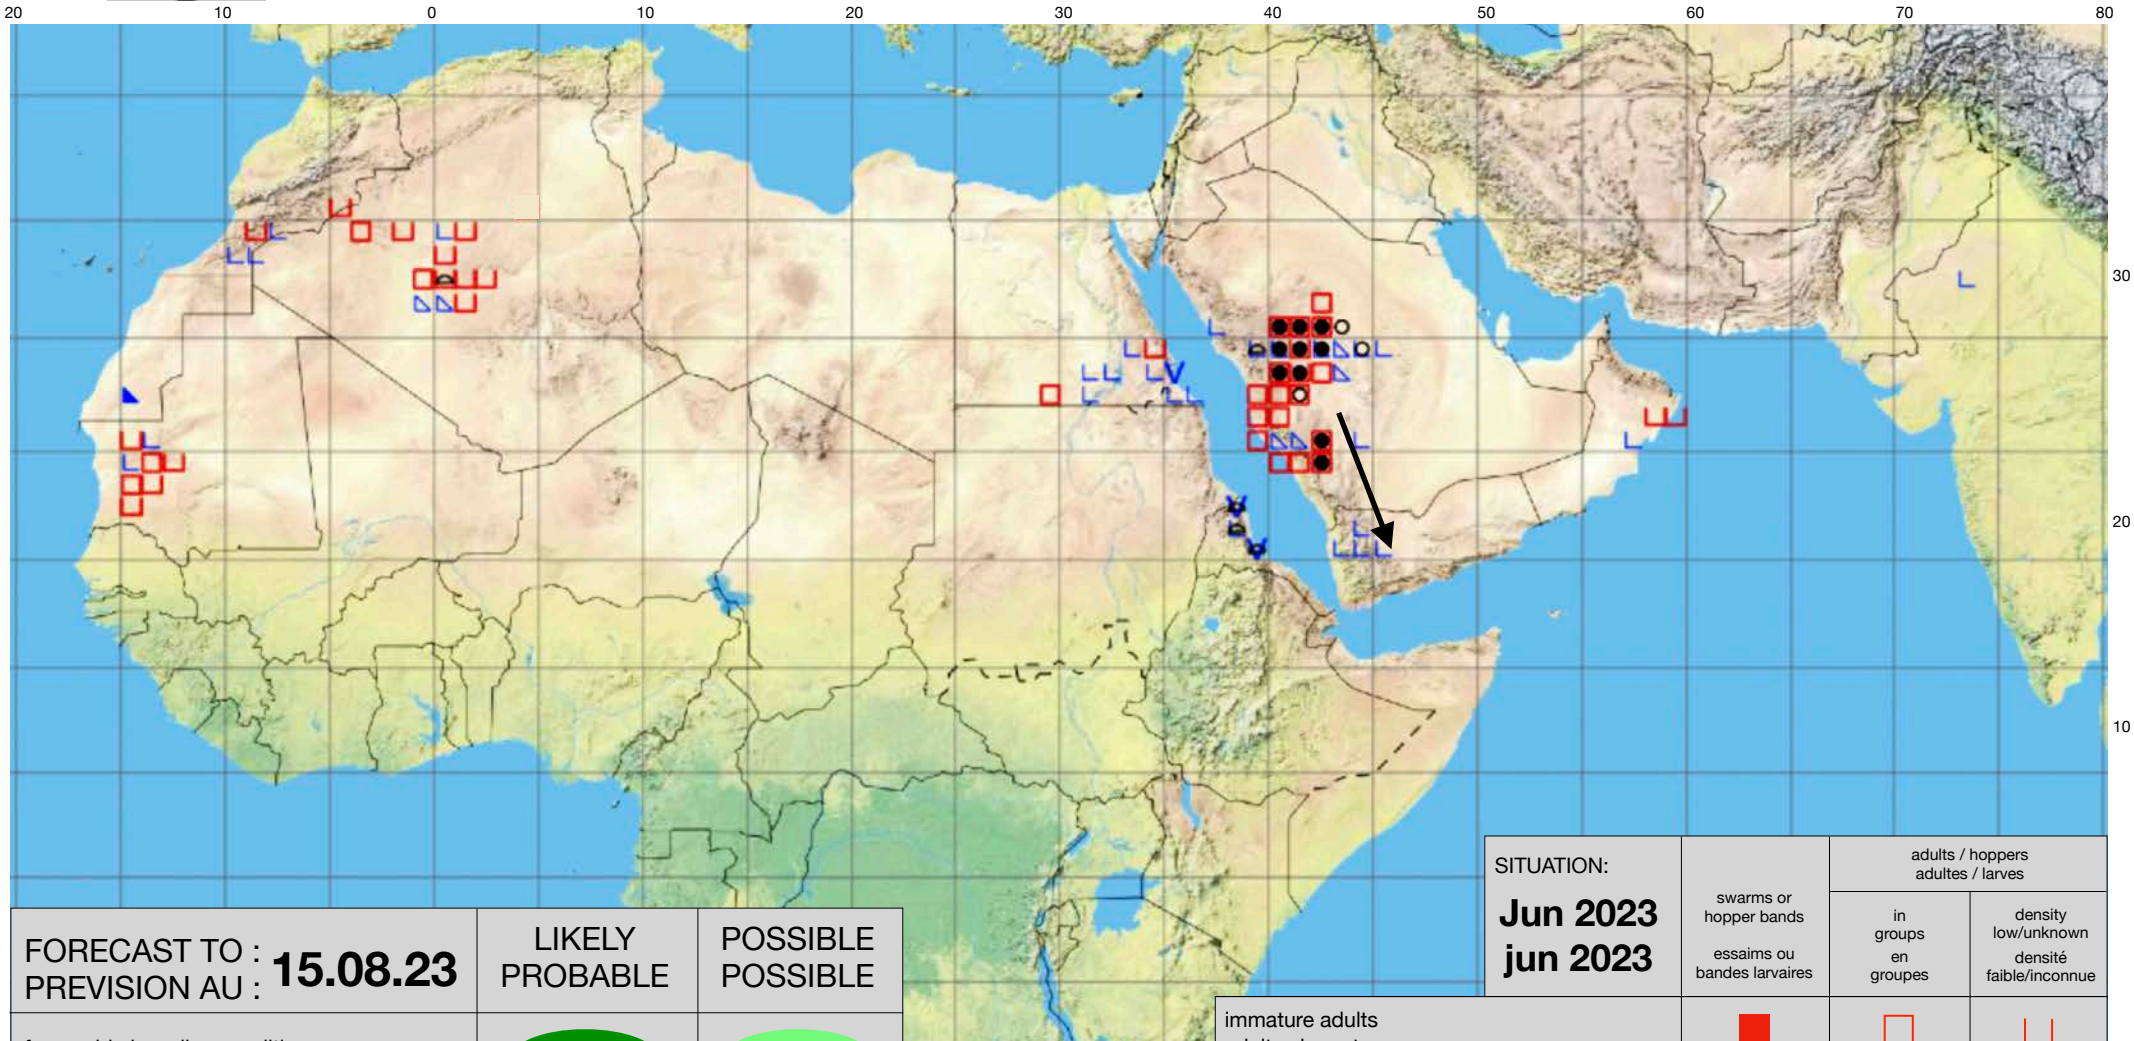 20 10 0 10 20 30 40 50 60 70 80
30
20
10
SITUATION:
Jun 2023
jun 2023
swarms or
hopper bands
essaims ou
bandes larvaires
adults / hoppers
adultes / larves
in
groups
en
groupes
density
low/unknown
densité
faible/inconnue
FORECAST TO :
PREVISION AU :
15.08.23
LIKELY
PROBABLE
POSSIBLE
POSSIBLE
immature adults